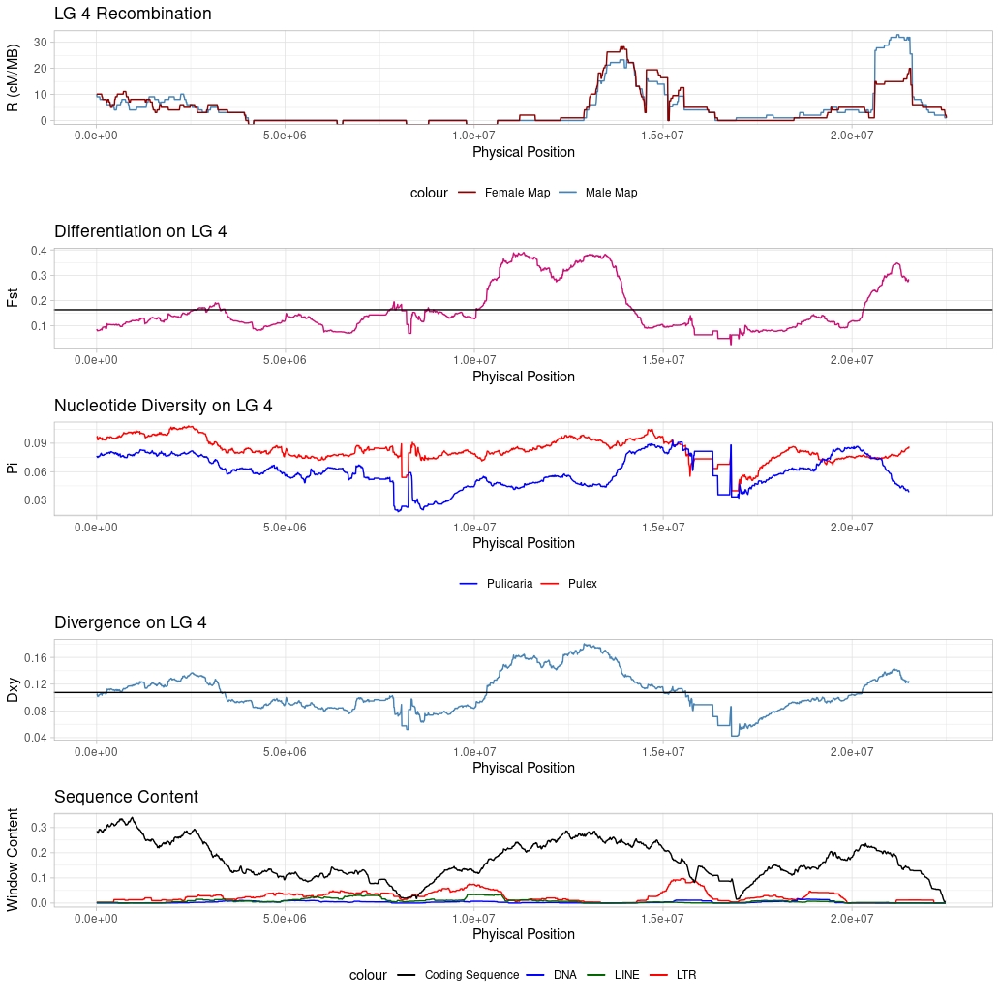 LG 4 Recombination
R (cM/MB)
30
20
10
0
0.0e+00 5.0e+06 1.0e+07 1.5e+07 2.0e+07
Physical Position
colour Female Map Male Map
Differentiation on LG 4
Fst
0.4
0.3
0.2
0.1
0.0e+00 5.0e+06 1.0e+07 1.5e+07 2.0e+07
Phyiscal Position
Nucleotide Diversity on LG 4
Pi
0.09
0.06
0.03
0.0e+00 5.0e+06 1.0e+07 1.5e+07 2.0e+07
Phyiscal Position
Pulicaria Pulex
Divergence on LG 4
Dxy
0.16
0.12
0.08
0.04
0.0e+00 5.0e+06 1.0e+07 1.5e+07 2.0e+07
Phyiscal Position
Sequence Content
Window Content
0.3
0.2
0.1
0.0
0.0e+00 5.0e+06 1.0e+07 1.5e+07 2.0e+07
Phyiscal Position
colour Coding Sequence DNA LINE LTR